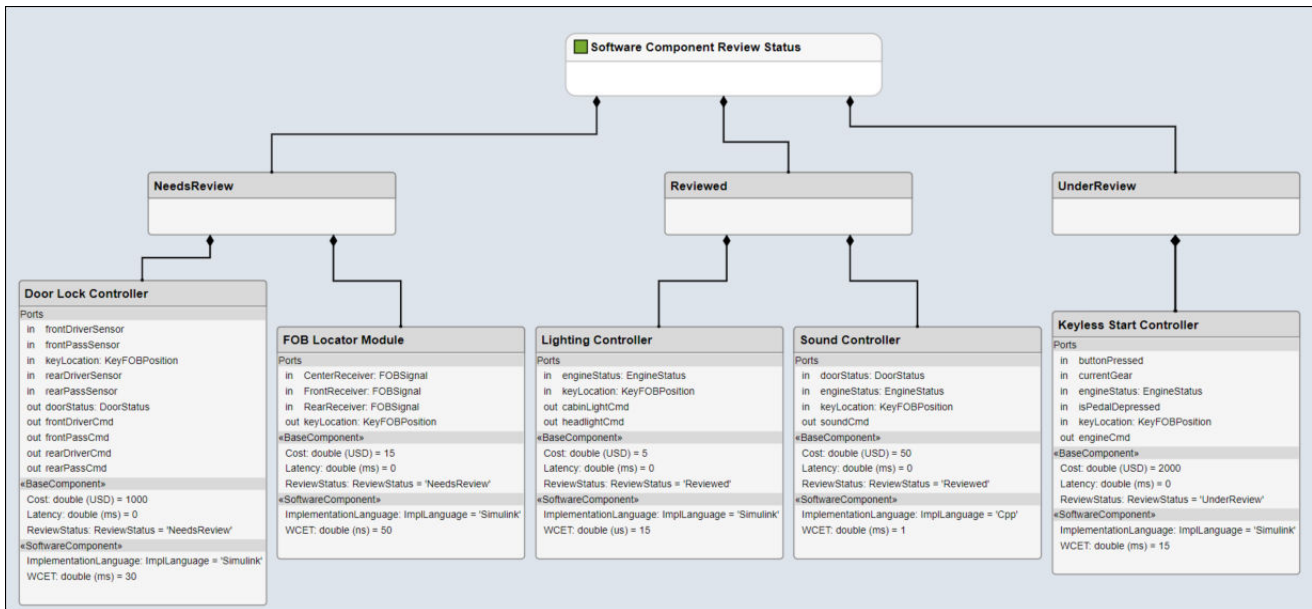 Software Component Review Status
NeedsReview
Reviewed
UnderReview
Door Lock Controller
Ports
in frontDriverSensor
in frontPassSensor
in keyLocation: KeyFOBPosition
in rearDriverSensor
in rearPassSensor
out doorStatus: DoorStatus
out frontDriverCmd
out frontPassCmd
out rearDriverCmd
out rearPassCmd
«BaseComponent»
Cost: double (USD) = 1000
Latency: double (ms) = 0
ReviewStatus: ReviewStatus = 'NeedsReview'
«SoftwareComponent»
ImplementationLanguage: ImplLanguage = 'Simulink'
WCET: double (ms) = 30
FOB Locator Module
Ports
in CenterReceiver: FOBSignal
in FrontReceiver: FOBSignal
in RearReceiver: FOBSignal
out keyLocation: KeyFOBPosition
«BaseComponent»
Cost: double (USD) = 15
Latency: double (ms) = 0
ReviewStatus: ReviewStatus = 'NeedsReview'
«SoftwareComponent»
ImplementationLanguage: ImplLanguage = 'Simulink'
WCET: double (ns) = 50
Lighting Controller
Ports
in engineStatus: EngineStatus
in keyLocation: KeyFOBPosition
out cabinLightCmd
out headlightCmd
«BaseComponent»
Cost: double (USD) = 5
Latency: double (ms) = 0
ReviewStatus: ReviewStatus = 'Reviewed'
«SoftwareComponent»
ImplementationLanguage: ImplLanguage = 'Simulink'
WCET: double (us) = 15
Sound Controller
Ports
in doorStatus: DoorStatus
in engineStatus: EngineStatus
in keyLocation: KeyFOBPosition
out soundCmd
«BaseComponent»
Cost: double (USD) = 50
Latency: double (ms) = 0
ReviewStatus: ReviewStatus = 'Reviewed'
«SoftwareComponent»
ImplementationLanguage: ImplLanguage = 'Cpp'
WCET: double (ms) = 1
Keyless Start Controller
Ports
in buttonPressed
in currentGear
in engineStatus: EngineStatus
in isPedalDepressed
in keyLocation: KeyFOBPosition
out engineCmd
«BaseComponent»
Cost: double (USD) = 2000
Latency: double (ms) = 0
ReviewStatus: ReviewStatus = 'UnderReview'
«SoftwareComponent»
ImplementationLanguage: ImplLanguage = 'Simulink'
WCET: double (ms) = 15